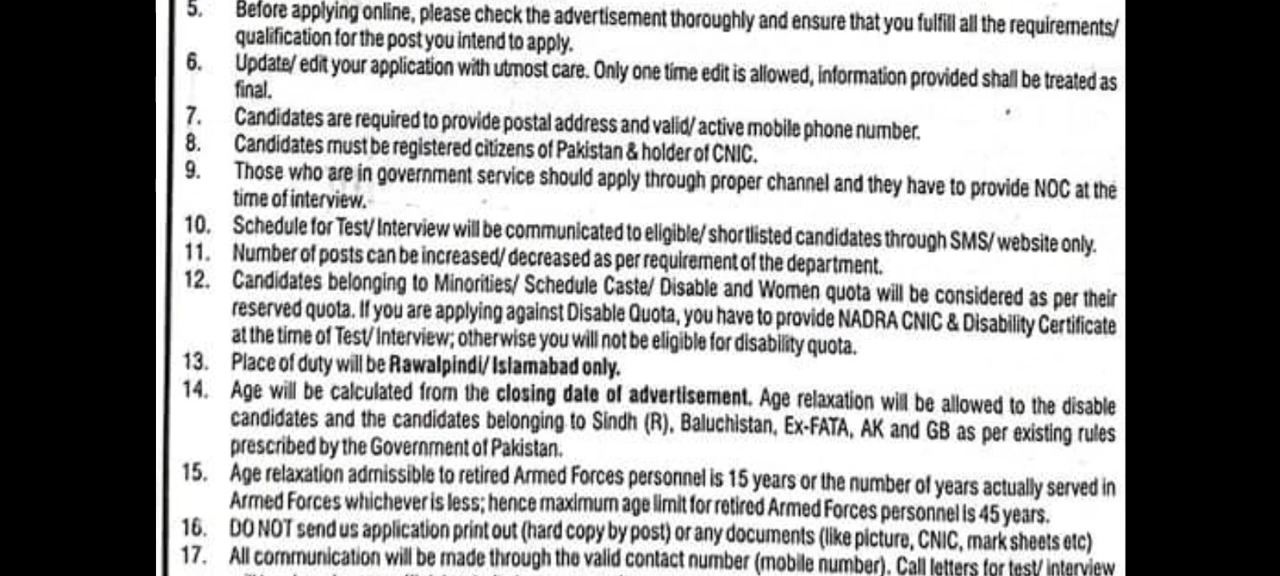 5. Before applying online, please check the advertisement thoroughly and ensure that you fulfill all the requirements/
qualification for the post you intend to apply.
6. Update/ edit your application with utmost care. Only one time edit is allowed, information provided shall be treated as
final.
7. Candidates are required to provide postal address and valid/ active mobile phone number.
8. Candidates must be registered citizens of Pakistan & holder of CNIC.
9. Those who are in government service should apply through proper channel and they have to provide NOC at the
time of interview.
10. Schedule for Test/ Interview will be communicated to eligible/ shortlisted candidates through SMS/ website only.
11. Number of posts can be increased/ decreased as per requirement of the department.
12. Candidates belonging to Minorities/ Schedule Caste/ Disable and Women quota will be considered as per their
reserved quota. If you are applying against Disable Quota, you have to provide NADRA CNIC & Disability Certificate
at the time of Test/ Interview; otherwise you will not be eligible for disability quota.
13. Place of duty will be Rawalpindi/ Islamabad only.
14. Age will be calculated from the closing date of advertisement. Age relaxation will be allowed to the disable
candidates and the candidates belonging to Sindh (R), Baluchistan, Ex-FATA, AK and GB as per existing rules
prescribed by the Government of Pakistan.
15. Age relaxation admissible to retired Armed Forces personnel is 15 years or the number of years actually served in
Armed Forces whichever is less; hence maximum age limit for retired Armed Forces personnel is 45 years.
16. DO NOT send us application print out (hard copy by post) or any documents (like picture, CNIC, mark sheets etc)
17. All communication will be made through the valid contact number (mobile number). Call letters for test/ interview